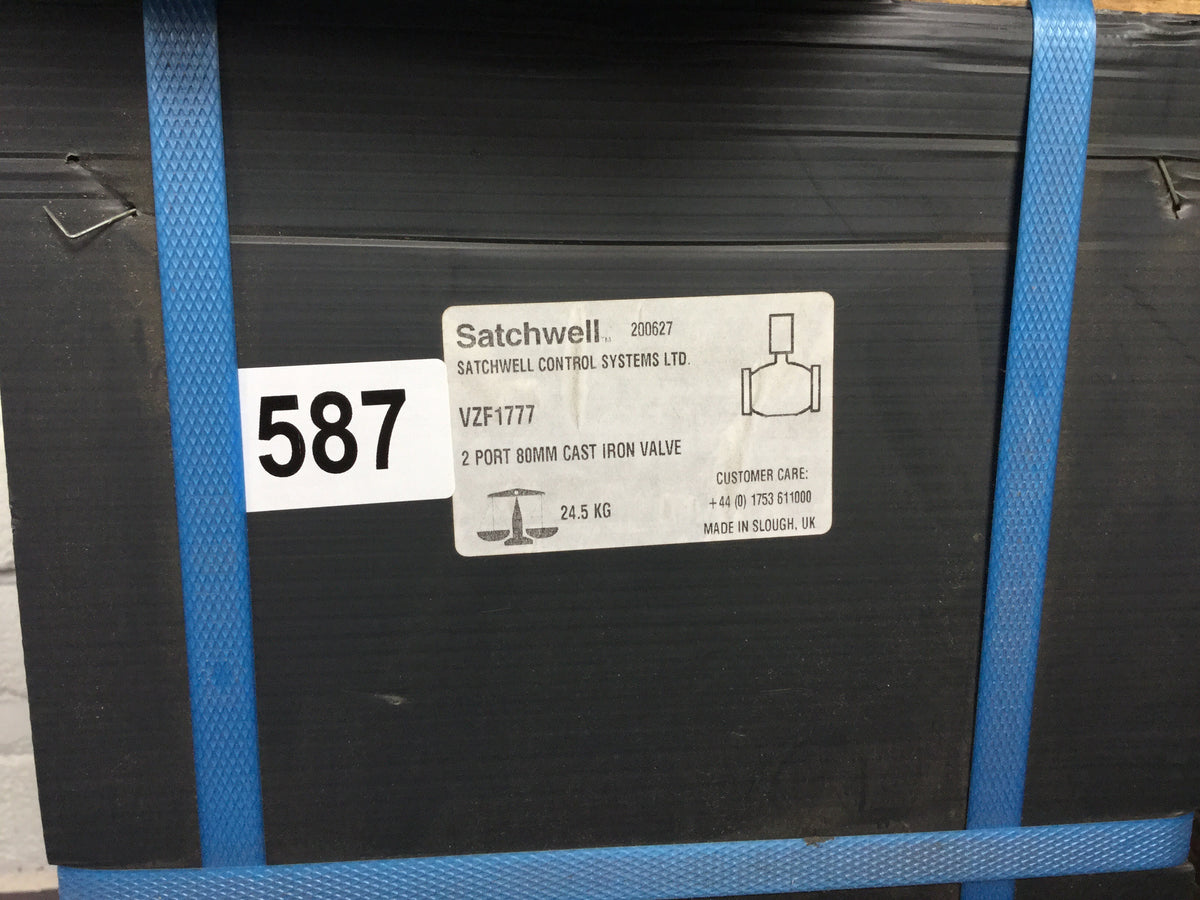 587
Satchwell™ 200627
SATCHWELL CONTROL SYSTEMS LTD.
VZF1777
2 PORT 80MM CAST IRON VALVE
24.5 KG
CUSTOMER CARE:
+44 (0) 1753 611000
MADE IN SLOUGH, UK